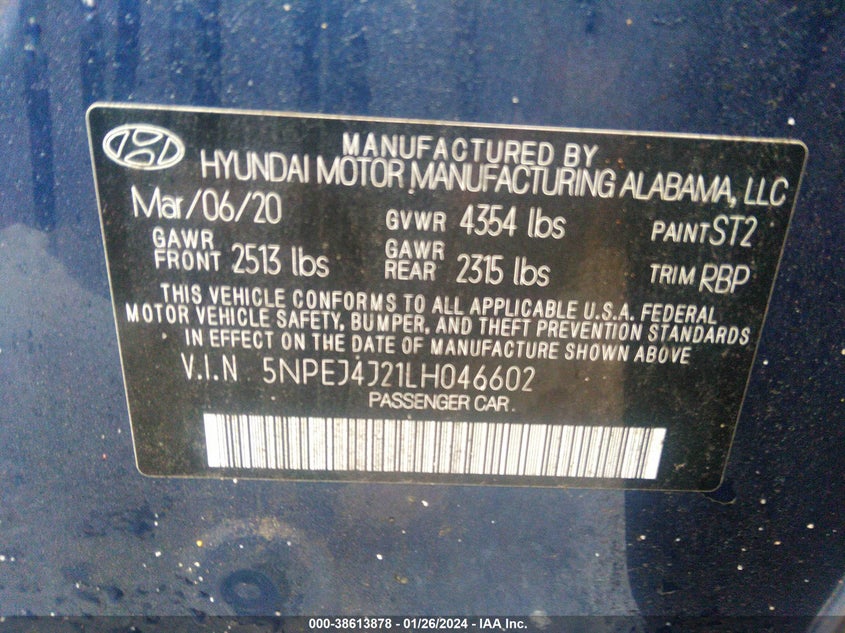 MANUFACTURED BY
HYUNDAI MOTOR MANUFACTURING ALABAMA, LLC
Mar/06/20 GVWR 4354 lbs PAINT ST2
GAWR FRONT 2513 lbs GAWR REAR 2315 lbs TRIM RBP
THIS VEHICLE CONFORMS TO ALL APPLICABLE U.S.A. FEDERAL
MOTOR VEHICLE SAFETY, BUMPER, AND THEFT PREVENTION STANDARDS
IN EFFECT ON THE DATE OF MANUFACTURE SHOWN ABOVE
V.I.N 5NPEJ4J21LH046602
PASSENGER CAR
000-38613878 - 01/26/2024 - IAA, Inc.